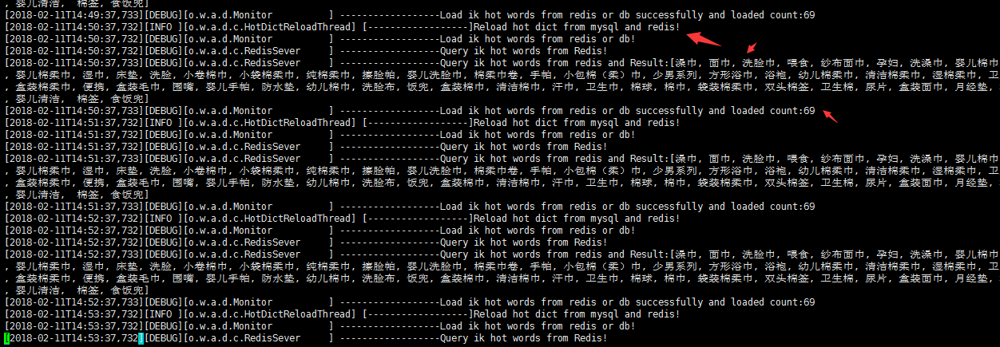 , 婴儿清洁,  棉签, 食饭兜]
[2018-02-11T14:49:37,733][DEBUG][o.w.a.d.Monitor          ] ------------------Load ik hot words from redis or db successfully and loaded count:69
[2018-02-11T14:50:37,732][INFO ][o.w.a.d.c.HotDictReloadThread] [------------------]Reload hot dict from mysql and redis!
[2018-02-11T14:50:37,732][DEBUG][o.w.a.d.Monitor          ] ------------------Load ik hot words from redis or db!
[2018-02-11T14:50:37,732][DEBUG][o.w.a.d.c.RedisSever     ] ------------------Query ik hot words from Redis!
[2018-02-11T14:50:37,733][DEBUG][o.w.a.d.c.RedisSever     ] ------------------Query ik hot words from redis and Result:[澡巾, 面巾, 洗脸巾, 喂食, 纱布面巾, 孕妇, 洗澡巾, 婴儿棉巾
, 婴儿棉柔巾, 湿巾, 床垫, 洗脸, 小卷棉巾, 小袋棉柔巾, 纯棉柔巾, 擦脸帕, 婴儿洗脸巾, 棉柔巾卷, 手帕, 小包棉（柔）巾, 少男系列, 方形浴巾, 浴袍, 幼儿棉柔巾, 清洁棉柔巾, 湿棉柔巾, 卫
, 盒装棉柔巾, 便携, 盒装毛巾, 围嘴, 婴儿手帕, 防水垫, 幼儿棉巾, 洗脸布, 饭兜, 盒装棉巾, 清洁棉巾, 汗巾, 卫生巾, 棉球, 棉巾, 袋装棉柔巾, 双头棉签, 卫生棉, 尿片, 盒装面巾, 月经垫,
, 婴儿清洁,  棉签, 食饭兜]
[2018-02-11T14:50:37,733][DEBUG][o.w.a.d.Monitor          ] ------------------Load ik hot words from redis or db successfully and loaded count:69
[2018-02-11T14:51:37,732][INFO ][o.w.a.d.c.HotDictReloadThread] [------------------]Reload hot dict from mysql and redis!
[2018-02-11T14:51:37,732][DEBUG][o.w.a.d.Monitor          ] ------------------Load ik hot words from redis or db!
[2018-02-11T14:51:37,732][DEBUG][o.w.a.d.c.RedisSever     ] ------------------Query ik hot words from Redis!
[2018-02-11T14:51:37,733][DEBUG][o.w.a.d.c.RedisSever     ] ------------------Query ik hot words from redis and Result:[澡巾, 面巾, 洗脸巾, 喂食, 纱布面巾, 孕妇, 洗澡巾, 婴儿棉巾
, 婴儿棉柔巾, 湿巾, 床垫, 洗脸, 小卷棉巾, 小袋棉柔巾, 纯棉柔巾, 擦脸帕, 婴儿洗脸巾, 棉柔巾卷, 手帕, 小包棉（柔）巾, 少男系列, 方形浴巾, 浴袍, 幼儿棉柔巾, 清洁棉柔巾, 湿棉柔巾, 卫
, 盒装棉柔巾, 便携, 盒装毛巾, 围嘴, 婴儿手帕, 防水垫, 幼儿棉巾, 洗脸布, 饭兜, 盒装棉巾, 清洁棉巾, 汗巾, 卫生巾, 棉球, 棉巾, 袋装棉柔巾, 双头棉签, 卫生棉, 尿片, 盒装面巾, 月经垫,
, 婴儿清洁,  棉签, 食饭兜]
[2018-02-11T14:51:37,733][DEBUG][o.w.a.d.Monitor          ] ------------------Load ik hot words from redis or db successfully and loaded count:69
[2018-02-11T14:52:37,732][INFO ][o.w.a.d.c.HotDictReloadThread] [------------------]Reload hot dict from mysql and redis!
[2018-02-11T14:52:37,732][DEBUG][o.w.a.d.Monitor          ] ------------------Load ik hot words from redis or db!
[2018-02-11T14:52:37,732][DEBUG][o.w.a.d.c.RedisSever     ] ------------------Query ik hot words from Redis!
[2018-02-11T14:52:37,733][DEBUG][o.w.a.d.c.RedisSever     ] ------------------Query ik hot words from redis and Result:[澡巾, 面巾, 洗脸巾, 喂食, 纱布面巾, 孕妇, 洗澡巾, 婴儿棉巾
, 婴儿棉柔巾, 湿巾, 床垫, 洗脸, 小卷棉巾, 小袋棉柔巾, 纯棉柔巾, 擦脸帕, 婴儿洗脸巾, 棉柔巾卷, 手帕, 小包棉（柔）巾, 少男系列, 方形浴巾, 浴袍, 幼儿棉柔巾, 清洁棉柔巾, 湿棉柔巾, 卫
, 盒装棉柔巾, 便携, 盒装毛巾, 围嘴, 婴儿手帕, 防水垫, 幼儿棉巾, 洗脸布, 饭兜, 盒装棉巾, 清洁棉巾, 汗巾, 卫生巾, 棉球, 棉巾, 袋装棉柔巾, 双头棉签, 卫生棉, 尿片, 盒装面巾, 月经垫,
, 婴儿清洁,  棉签, 食饭兜]
[2018-02-11T14:52:37,733][DEBUG][o.w.a.d.Monitor          ] ------------------Load ik hot words from redis or db successfully and loaded count:69
[2018-02-11T14:53:37,732][INFO ][o.w.a.d.c.HotDictReloadThread] [------------------]Reload hot dict from mysql and redis!
[2018-02-11T14:53:37,732][DEBUG][o.w.a.d.Monitor          ] ------------------Load ik hot words from redis or db!
[2018-02-11T14:53:37,732][DEBUG][o.w.a.d.c.RedisSever     ] ------------------Query ik hot words from Redis!